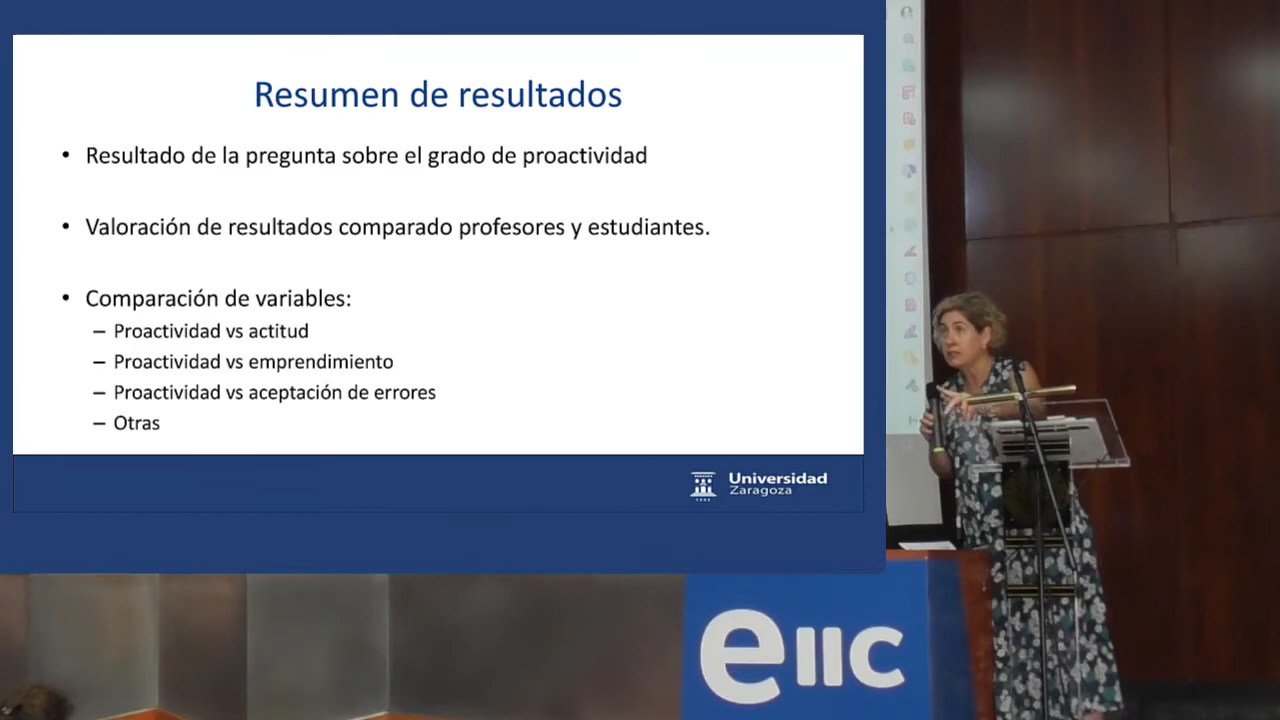 Resumen de resultados
• Resultado de la pregunta sobre el grado de proactividad
• Valoración de resultados comparado profesores y estudiantes.
• Comparación de variables:
– Proactividad vs actitud
– Proactividad vs emprendimiento
– Proactividad vs aceptación de errores
– Otras
Universidad
Zaragoza
eiic